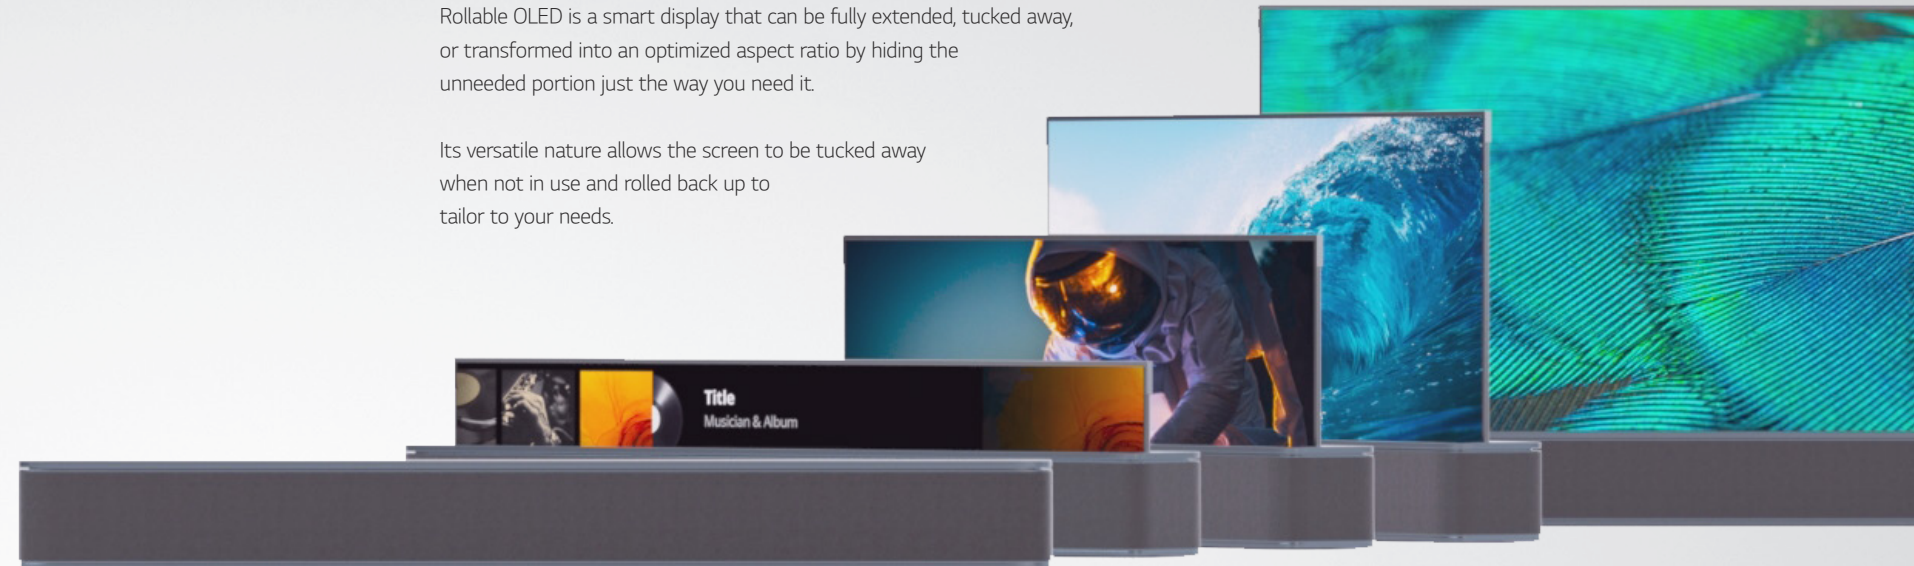 Rollable OLED is a smart display that can be fully extended, tucked away,
or transformed into an optimized aspect ratio by hiding the
unneeded portion just the way you need it.
Its versatile nature allows the screen to be tucked away
when not in use and rolled back up to
tailor to your needs.
Title
Musician & Album